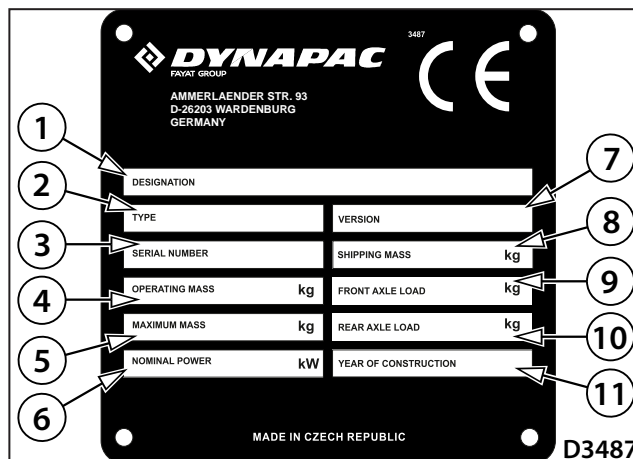 3487
DYNAPAC
FAYAT GROUP
CE
AMMERLAENDER STR. 93
D-26203 WARDENBURG
GERMANY
1
DESIGNATION
7
2
TYPE
VERSION
3
SERIAL NUMBER
SHIPPING MASS kg
8
4
OPERATING MASS kg
FRONT AXLE LOAD kg
9
5
MAXIMUM MASS kg
REAR AXLE LOAD kg
10
6
NOMINAL POWER kW
YEAR OF CONSTRUCTION
11
MADE IN CZECH REPUBLIC
D3487